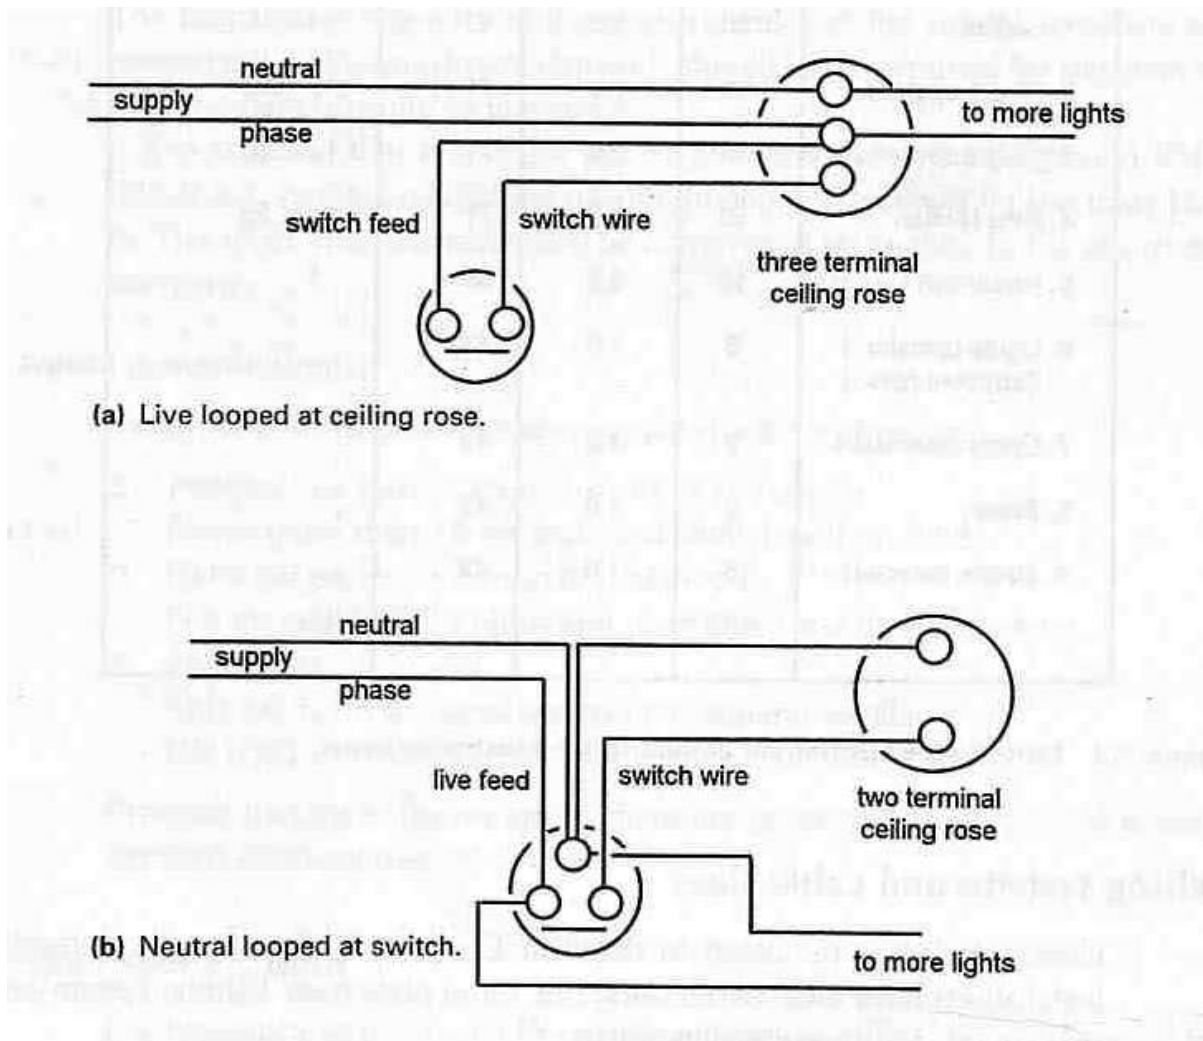 neutral
supply
phase
to more lights
switch feed
switch wire
three terminal
ceiling rose
(a) Live looped at ceiling rose.
neutral
supply
phase
live feed
switch wire
two terminal
ceiling rose
(b) Neutral looped at switch.
to more lights